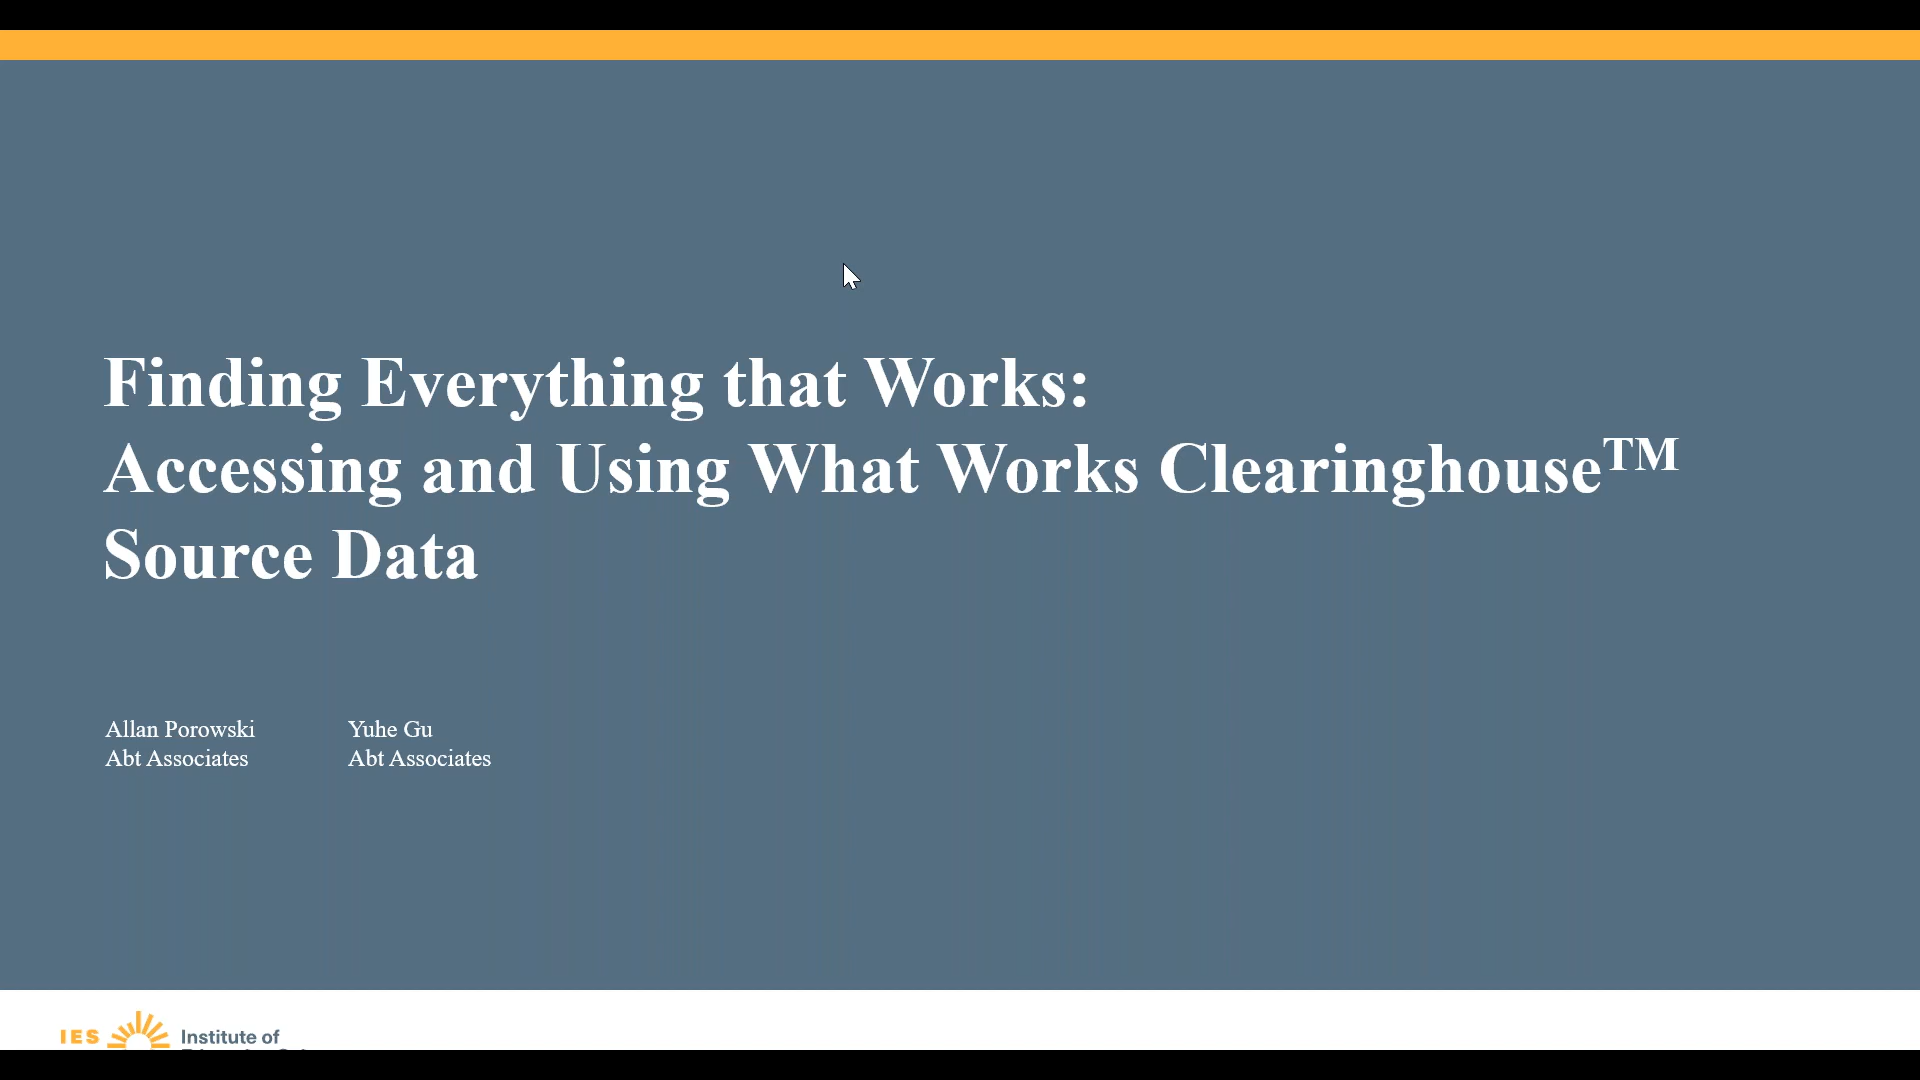 Finding Everything that Works:
Accessing and Using What Works Clearinghouse™
Source Data
Allan Porowski
Abt Associates
Yuhe Gu
Abt Associates
IES
Institute of